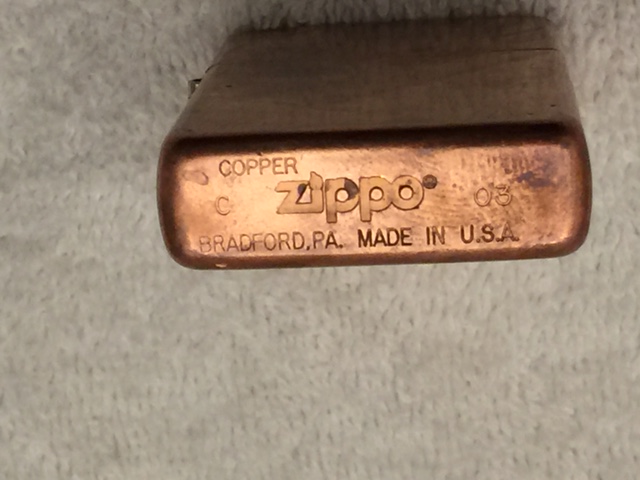 COPPER
C zippo® 03
BRADFORD, PA. MADE IN U.S.A.